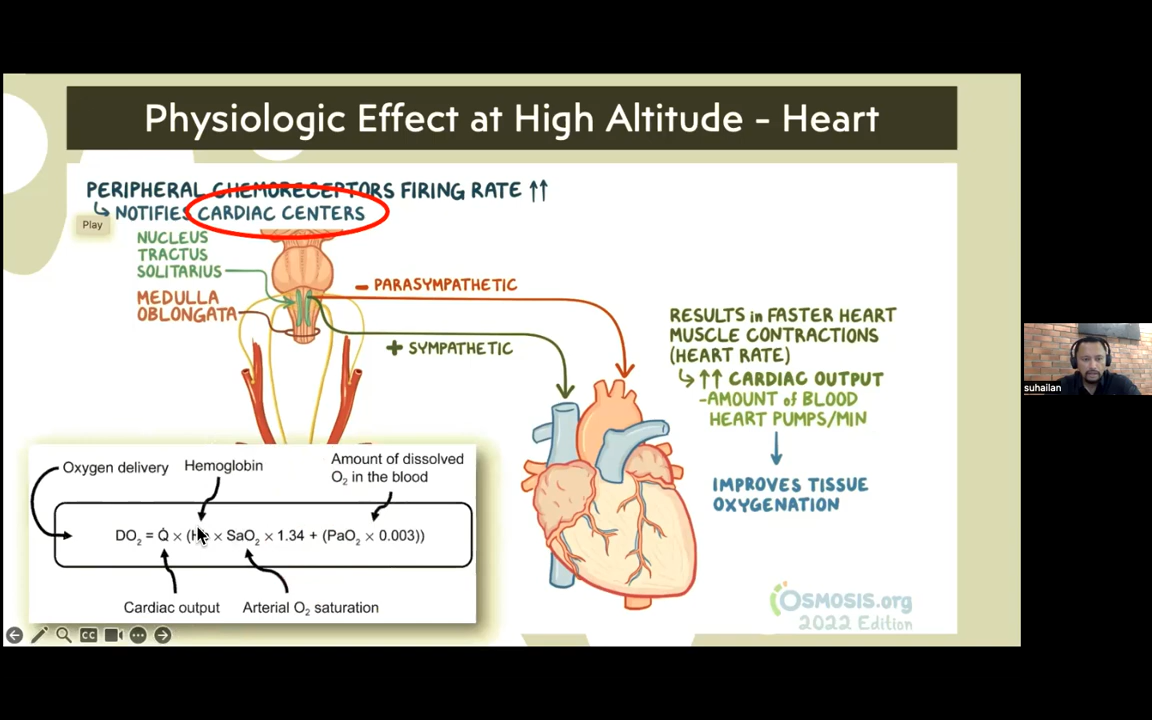 Physiologic Effect at High Altitude - Heart
PERIPHERAL CHEMORECEPTORS FIRING RATE ↑↑
↳ NOTIFIES CARDIAC CENTERS
Play
NUCLEUS
TRACTUS
SOLITARIUS
MEDULLA
OBLONGATA
– PARASYMPATHETIC
+ SYMPATHETIC
RESULTS in FASTER HEART
MUSCLE CONTRACTIONS
(HEART RATE)
↳ ↑↑ CARDIAC OUTPUT
-AMOUNT of BLOOD
HEART PUMPS/MIN
IMPROVES TISSUE
OXYGENATION
Oxygen delivery
Hemoglobin
Amount of dissolved
O₂ in the blood
DO₂ = Q̇ × (H × SaO₂ × 1.34 + (PaO₂ × 0.003))
Cardiac output
Arterial O₂ saturation
OSMOSIS.org
2022 Edition
CC
suhailan